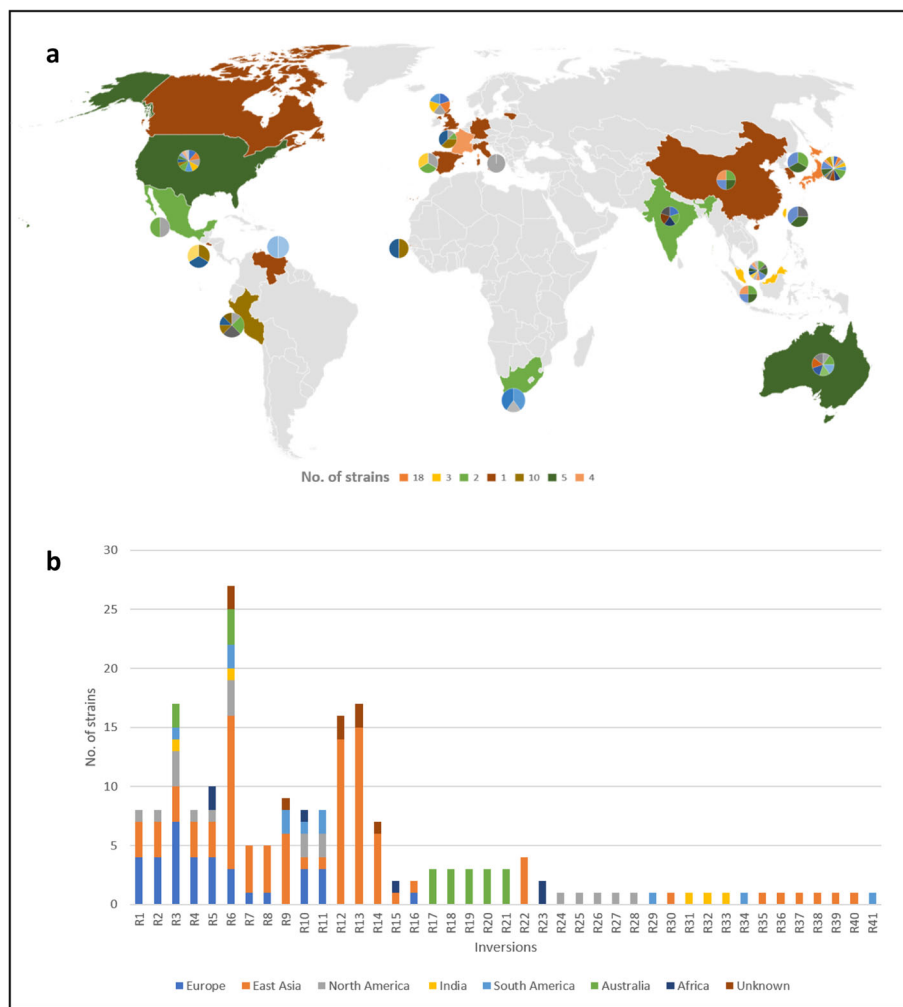 a
No. of strains 18 3 2 1 10 5 4
b
30
25
20
15
10
5
0
No. of strains
R1 R2 R3 R4 R5 R6 R7 R8 R9 R10 R11 R12 R13 R14 R15 R16 R17 R18 R19 R20 R21 R22 R23 R24 R25 R26 R27 R28 R29 R30 R31 R32 R33 R34 R35 R36 R37 R38 R39 R40 R41
Inversions
Europe East Asia North America India South America Australia Africa Unknown